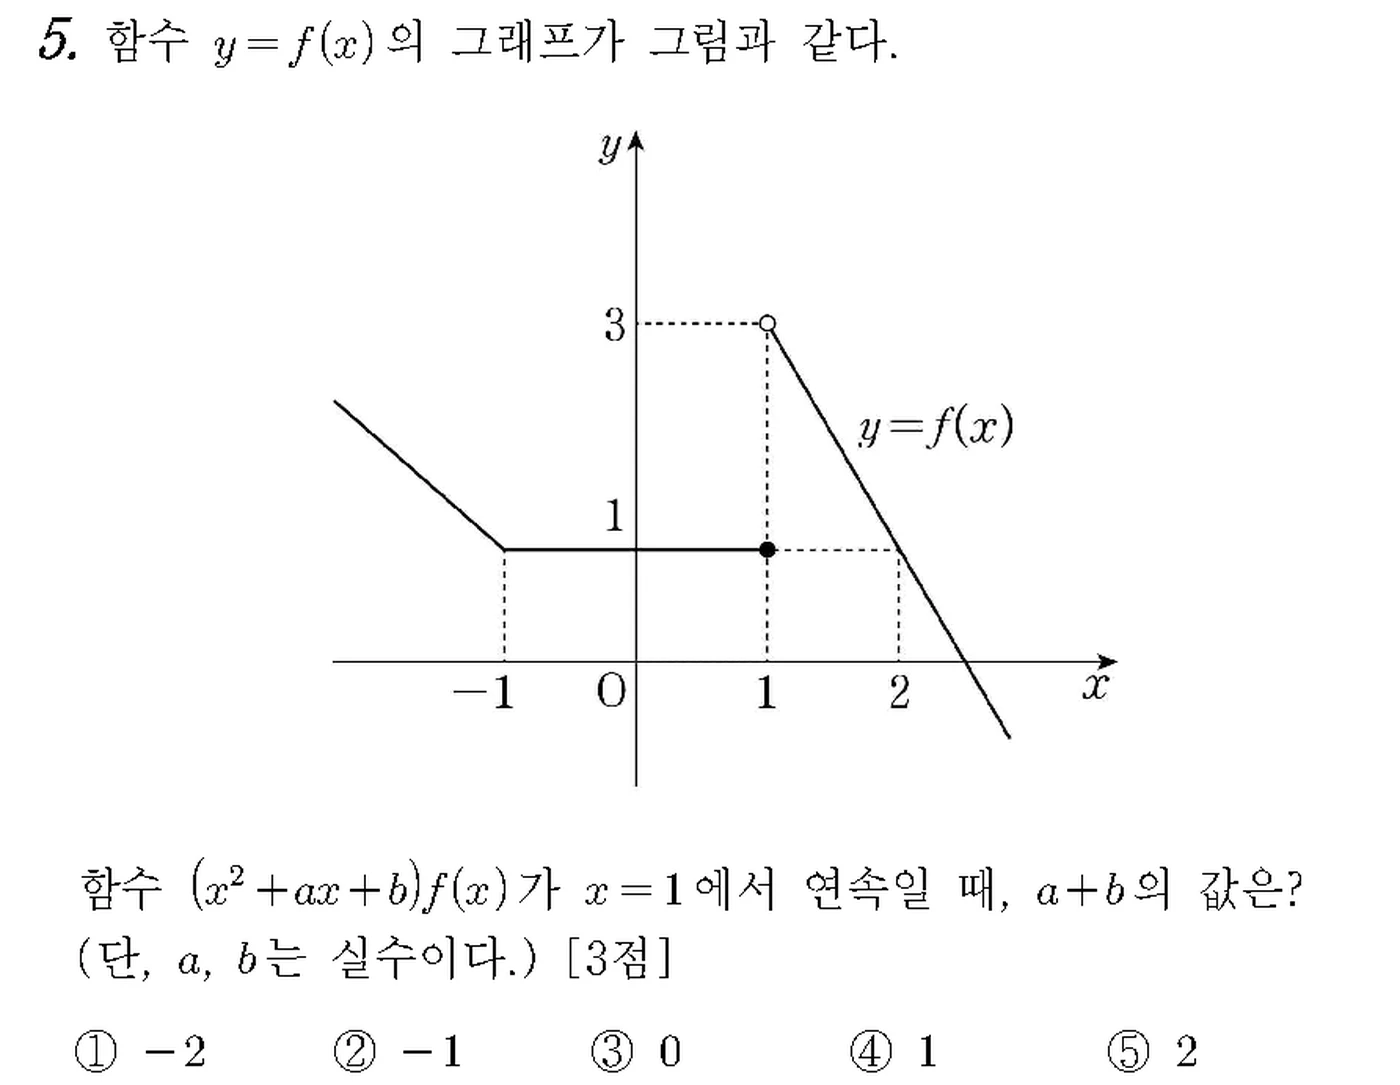 5. 함수 y=f(x)의 그래프가 그림과 같다.
y
3
y=f(x)
1
-1 O 1 2 x
함수 (x²+ax+b)f(x)가 x=1에서 연속일 때, a+b의 값은?
(단, a, b는 실수이다.) [3점]
① -2 ② -1 ③ 0 ④ 1 ⑤ 2